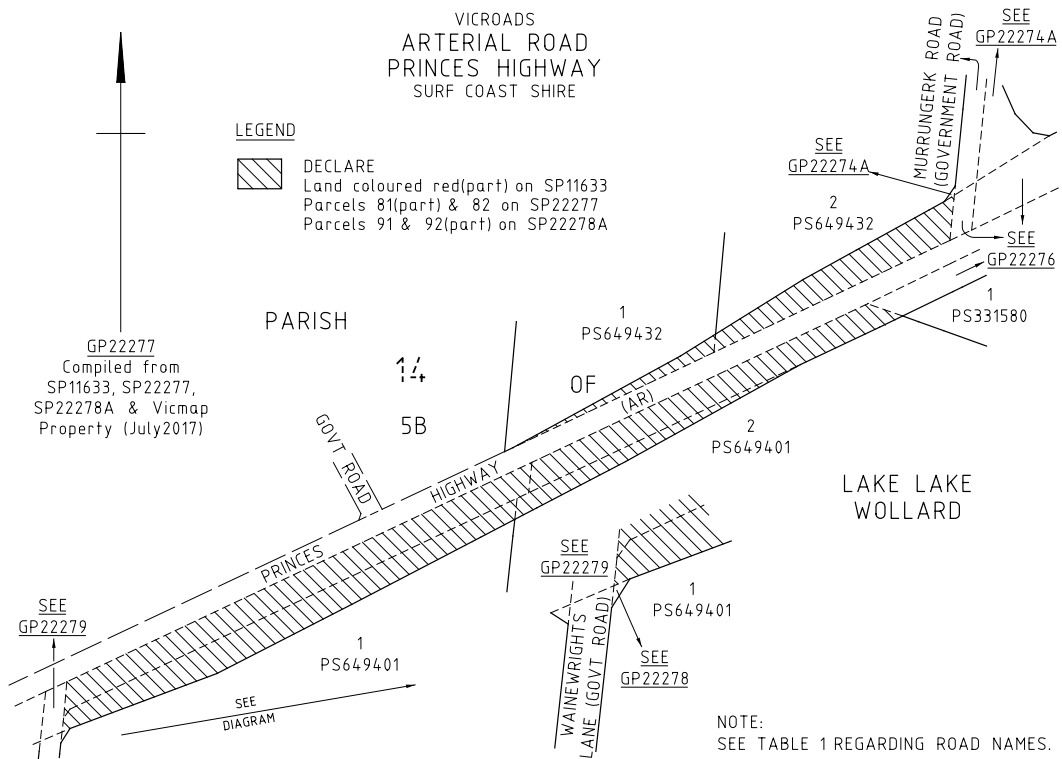 VICROADS
ARTERIAL ROAD
PRINCES HIGHWAY
SURF COAST SHIRE
LEGEND
DECLARE
Land coloured red(part) on SP11633
Parcels 81(part) & 82 on SP22277
Parcels 91 & 92(part) on SP22278A
SEE
GP22274A
MURRUNGERK ROAD
(GOVERNMENT ROAD)
SEE
GP22274A
2
PS649432
SEE
GP22276
1
PS331580
1
PS649432
PARISH
OF
GP22277
Compiled from
SP11633, SP22277,
SP22278A & Vicmap
Property (July2017)
14
5B
GOVT ROAD
(AR)
2
PS649401
HIGHWAY
PRINCES
LAKE LAKE
WOLLARD
SEE
GP22279
1
PS649401
SEE
GP22279
1
PS649401
SEE
GP22278
WAINEWRIGHTS
LANE (GOVT ROAD)
SEE
DIAGRAM
NOTE:
SEE TABLE 1 REGARDING ROAD NAMES.